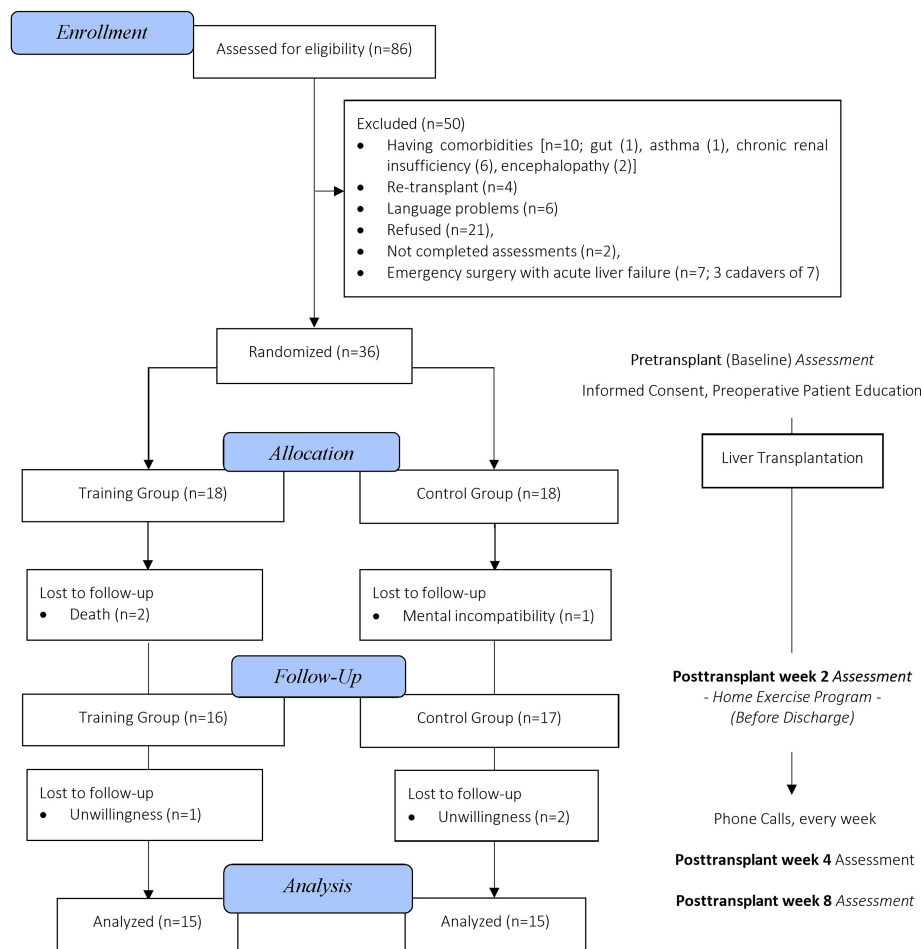 Enrollment
Assessed for eligibility (n=86)
Excluded (n=50)
• Having comorbidities [n=10; gut (1), asthma (1), chronic renal
insufficiency (6), encephalopathy (2)]
• Re-transplant (n=4)
• Language problems (n=6)
• Refused (n=21),
• Not completed assessments (n=2),
• Emergency surgery with acute liver failure (n=7; 3 cadavers of 7)
Randomized (n=36)
Allocation
Training Group (n=18)
Control Group (n=18)
Lost to follow-up
• Death (n=2)
Lost to follow-up
• Mental incompatibility (n=1)
Follow-Up
Training Group (n=16)
Control Group (n=17)
Lost to follow-up
• Unwillingness (n=1)
Lost to follow-up
• Unwillingness (n=2)
Analysis
Analyzed (n=15)
Analyzed (n=15)
Pretransplant (Baseline) Assessment
Informed Consent, Preoperative Patient Education
Liver Transplantation
Posttransplant week 2 Assessment
- Home Exercise Program -
(Before Discharge)
Phone Calls, every week
Posttransplant week 4 Assessment
Posttransplant week 8 Assessment